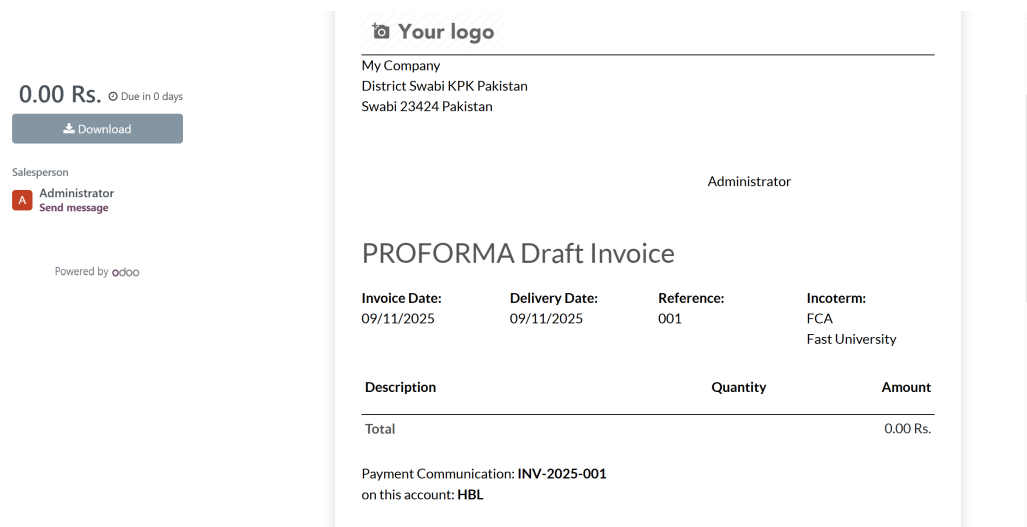 0.00 Rs. Due in 0 days
Download
Salesperson
A
Administrator
Send message
Powered by odoo
Your logo
My Company
District Swabi KPK Pakistan
Swabi 23424 Pakistan
Administrator
PROFORMA Draft Invoice
Invoice Date: Delivery Date: Reference: Incoterm:
09/11/2025 09/11/2025 001 FCA
Fast University
Description Quantity Amount
Total 0.00 Rs.
Payment Communication: INV-2025-001
on this account: HBL